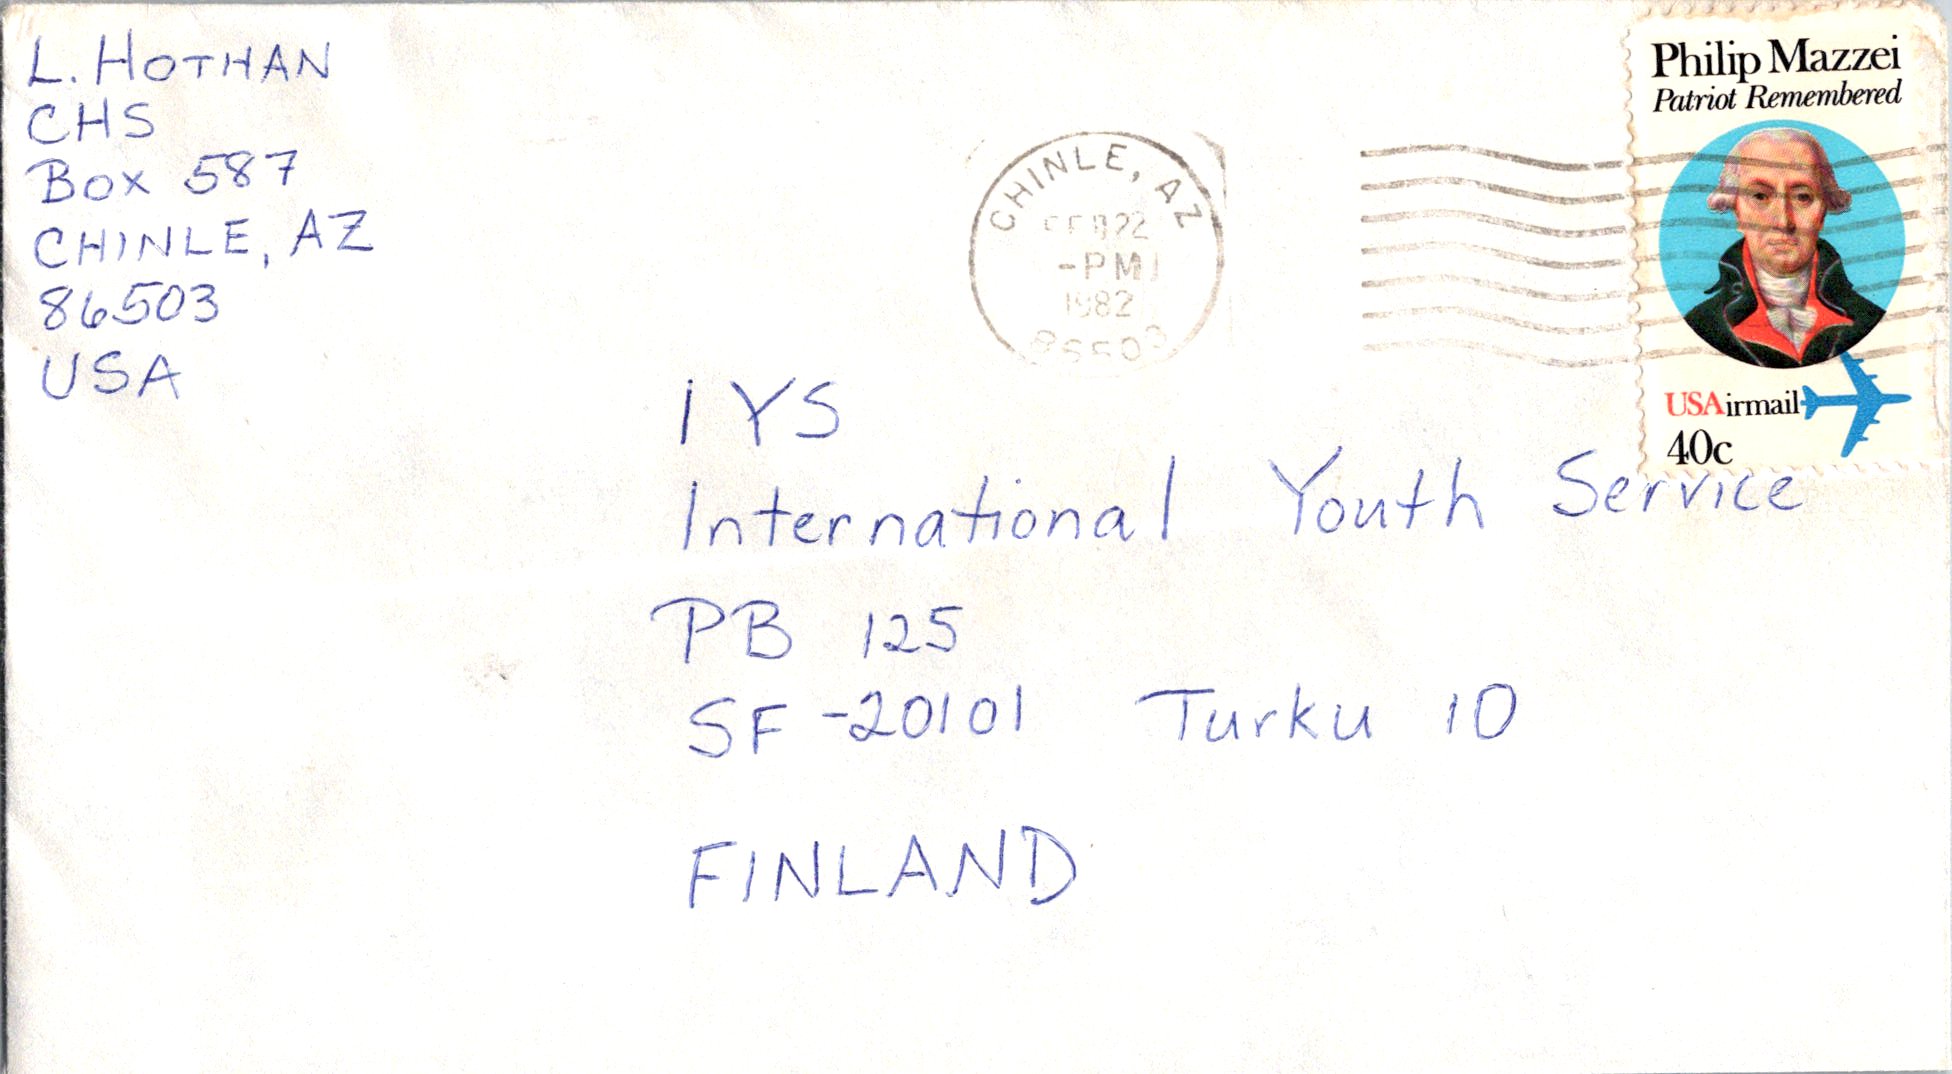 L. HOTHAN
CHS
Box 587
CHINLE, AZ
86503
USA
CHINLE, AZ
FEB 22
-PM
1982
86503
Philip Mazzei
Patriot Remembered
USAirmail
40c
IYS
International Youth Service
PB 125
SF-20101 Turku 10
FINLAND